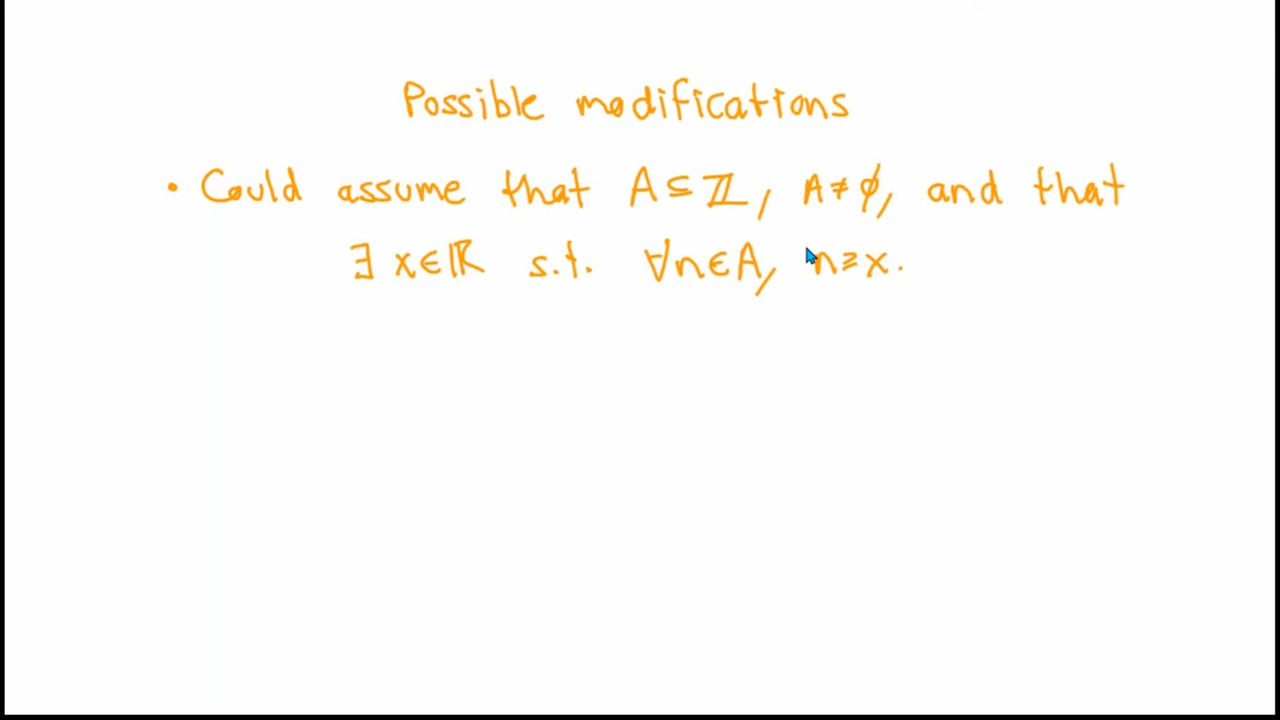 Possible modifications
• Could assume that A ⊆ ℤ, A ≠ ∅, and that
∃ x ∈ ℝ s.t. ∀n ∈ A, n ≥ x.